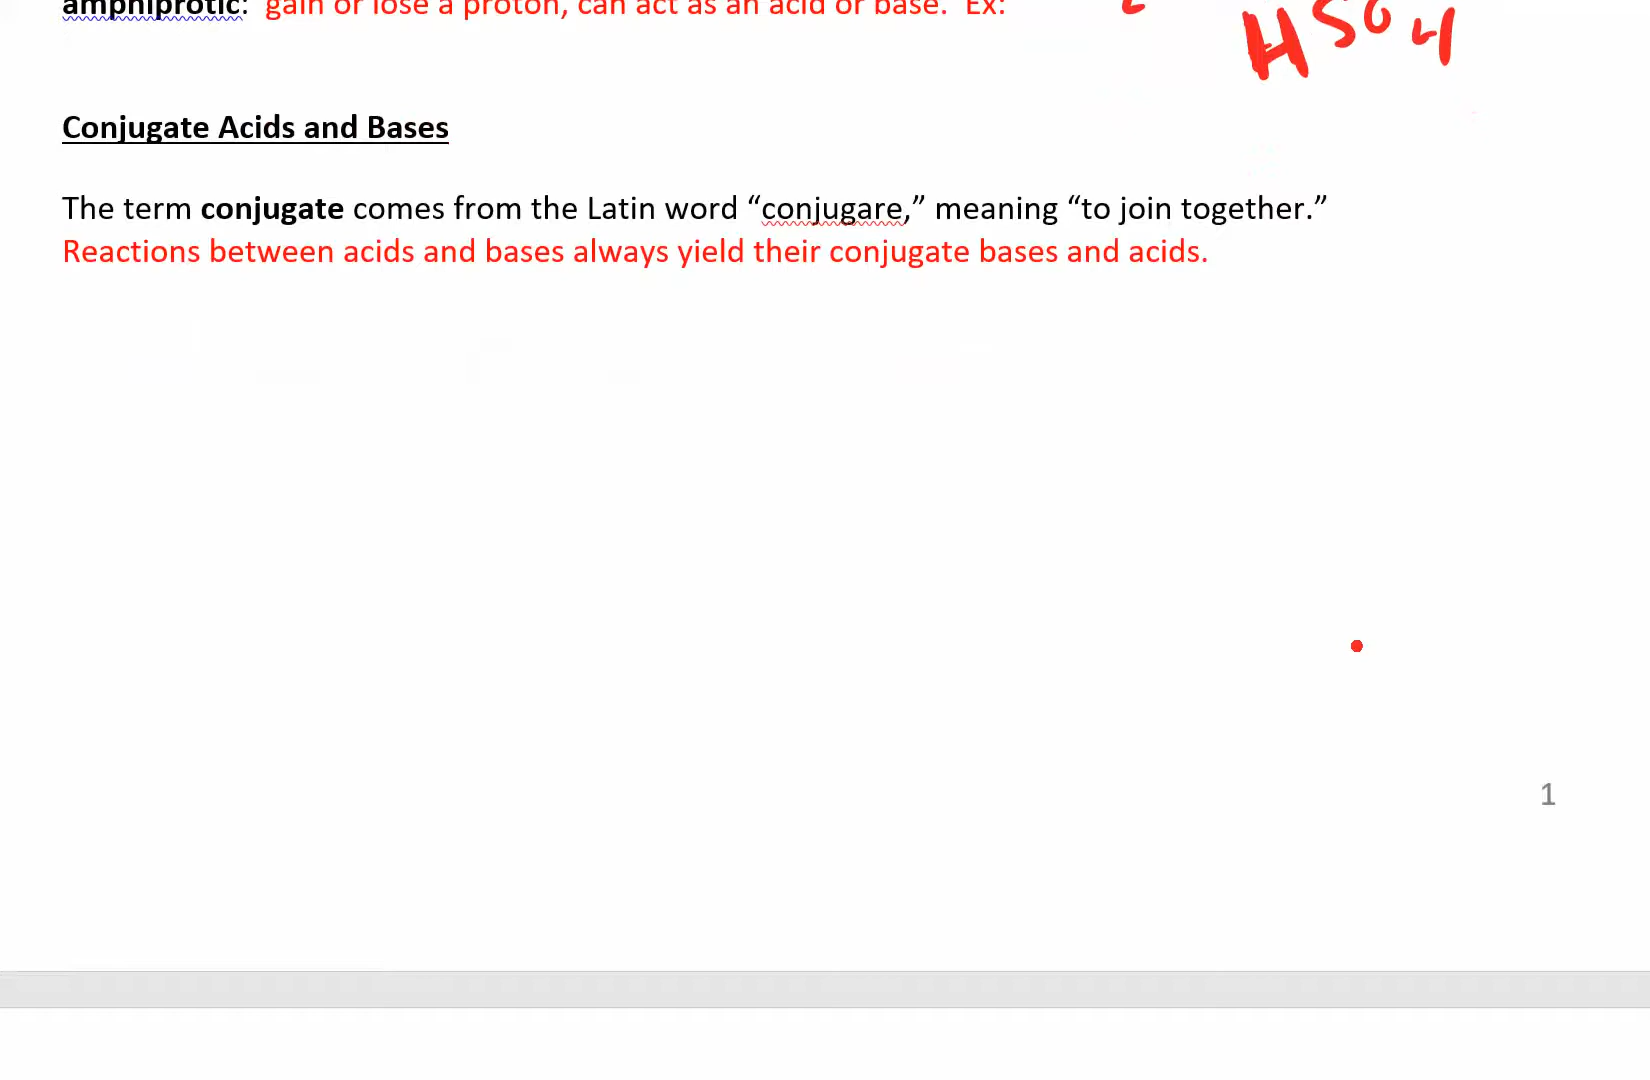 amphiprotic: gain or lose a proton, can act as an acid or base. Ex:
HSO4
Conjugate Acids and Bases
The term conjugate comes from the Latin word “conjugare,” meaning “to join together.”
Reactions between acids and bases always yield their conjugate bases and acids.
1